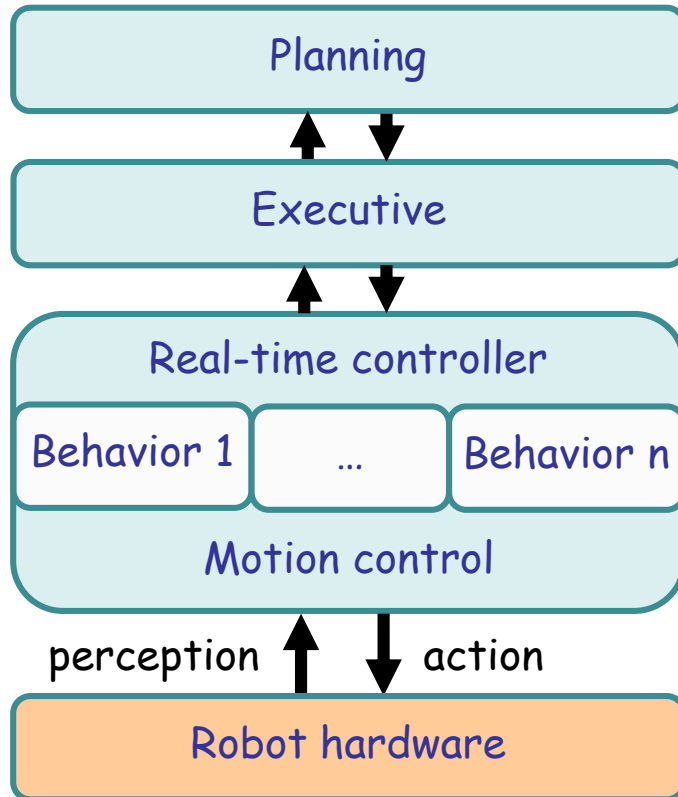 Planning
Executive
Real-time controller
Behavior 1 … Behavior n
Motion control
perception action
Robot hardware